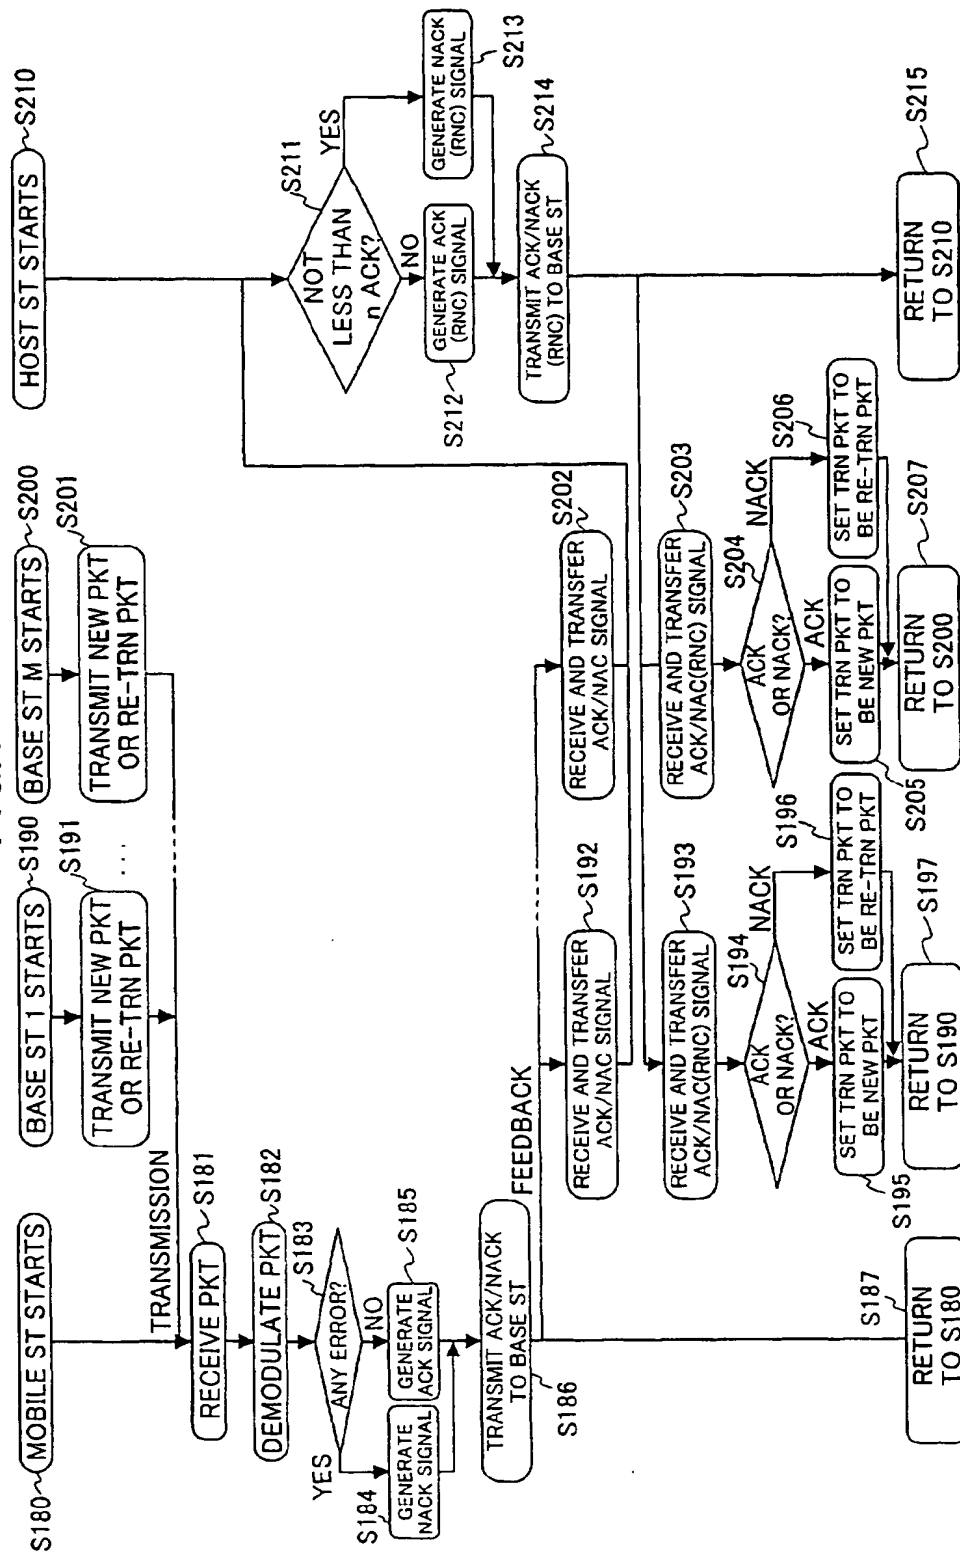 S180
MOBILE ST STARTS
TRANSMISSION
RECEIVE PKT
S181
DEMODULATE PKT
S182
S183
ANY ERROR?
YES
NO
S184
GENERATE
NACK SIGNAL
GENERATE
ACK SIGNAL
S185
TRANSMIT ACK/NACK
TO BASE ST
S186
FEEDBACK
S187
RETURN
TO S180
BASE ST 1 STARTS
S190
S191
TRANSMIT NEW PKT
OR RE-TRN PKT
....
RECEIVE AND TRANSFER
ACK/NAC SIGNAL
S192
RECEIVE AND TRANSFER
ACK/NAC(RNC) SIGNAL
S193
S194
ACK
OR NACK?
NACK
ACK
S195
SET TRN PKT TO
BE NEW PKT
S196
SET TRN PKT TO
BE RE-TRN PKT
RETURN
TO S190
S197
BASE ST M STARTS
S200
S201
TRANSMIT NEW PKT
OR RE-TRN PKT
S202
RECEIVE AND TRANSFER
ACK/NAC SIGNAL
RECEIVE AND TRANSFER
ACK/NAC(RNC) SIGNAL
S203
S204
ACK
OR NACK?
NACK
ACK
S205
SET TRN PKT TO
BE NEW PKT
S206
SET TRN PKT TO
BE RE-TRN PKT
RETURN
TO S200
S207
HOST ST STARTS
S210
S211
NOT
LESS THAN
n ACK?
YES
NO
S212
GENERATE ACK
(RNC) SIGNAL
GENERATE NACK
(RNC) SIGNAL
S213
TRANSMIT ACK/NACK
(RNC) TO BASE ST
S214
RETURN
TO S210
S215